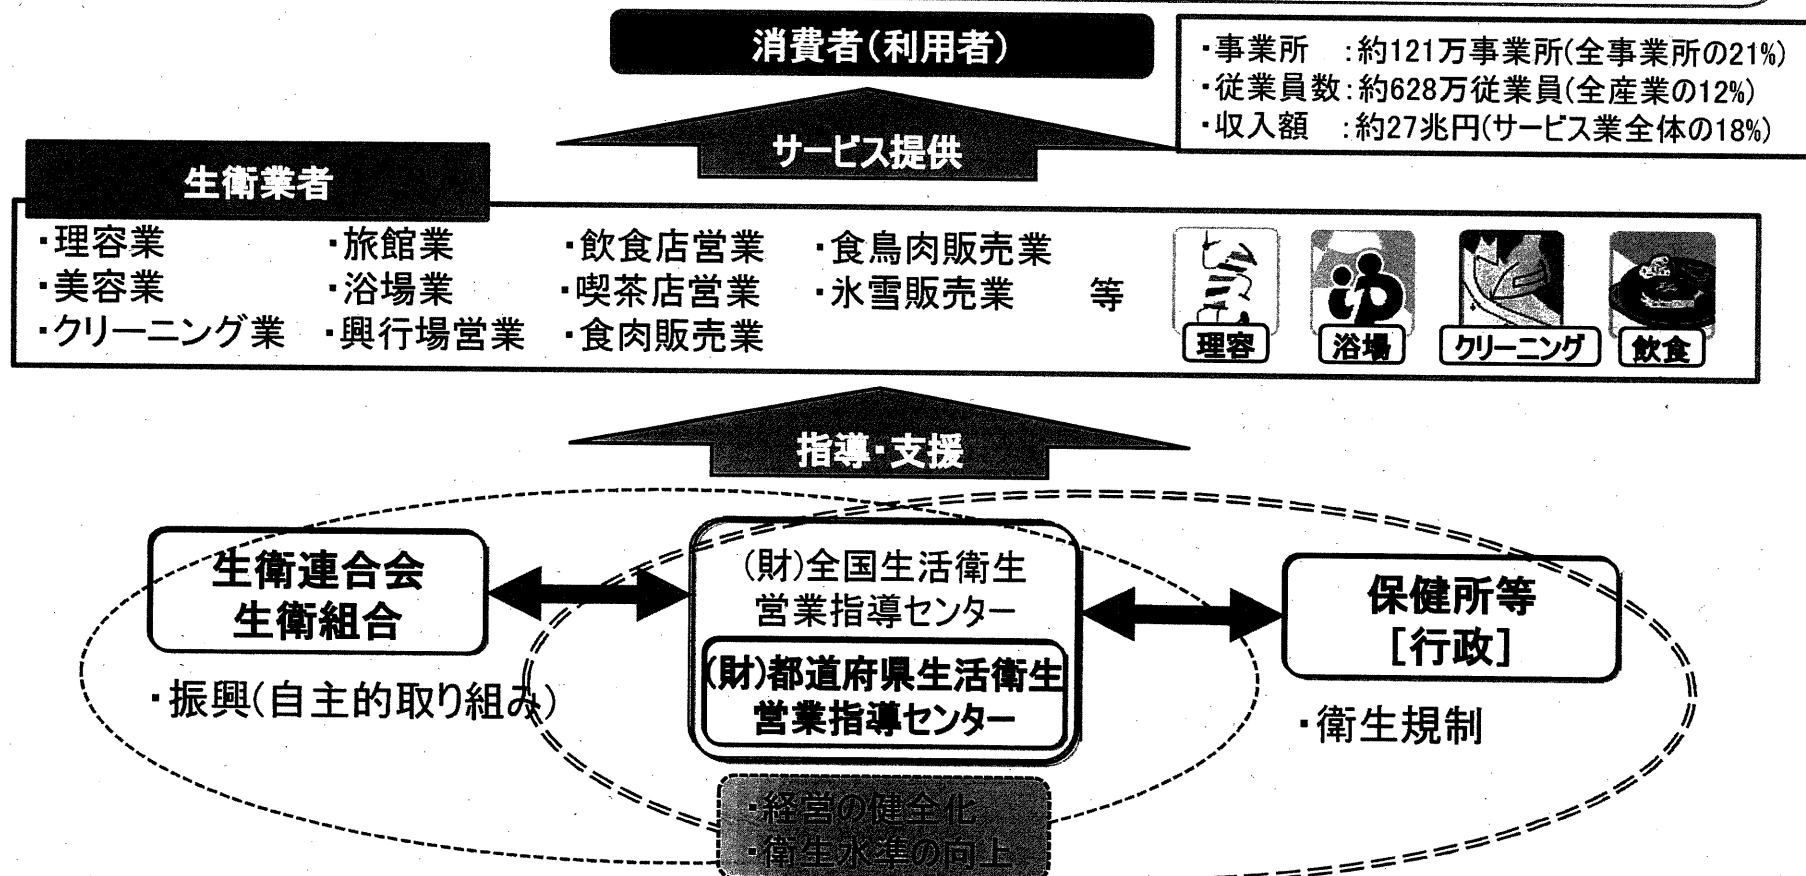 消費者(利用者)
・事業所　:約121万事業所(全事業所の21%)
・従業員数:約628万従業員(全産業の12%)
・収入額　:約27兆円(サービス業全体の18%)
サービス提供
生衛業者
・理容業
・美容業
・クリーニング業
・旅館業
・浴場業
・興行場営業
・飲食店営業
・喫茶店営業
・食肉販売業
・食鳥肉販売業
・氷雪販売業
等
理容
浴場
クリーニング
飲食
指導・支援
生衛連合会
生衛組合
・振興(自主的取り組み)
(財)全国生活衛生
営業指導センター
(財)都道府県生活衛生
営業指導センター
保健所等
[行政]
・衛生規制
・経営の健全化
・衛生水準の向上